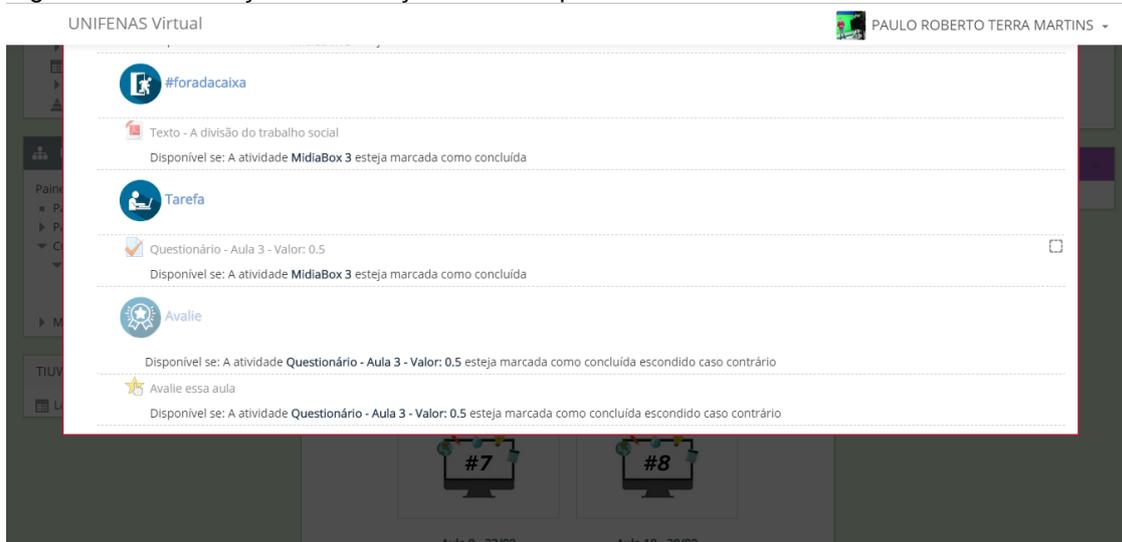 UNIFENAS Virtual
PAULO ROBERTO TERRA MARTINS
#foradacaixa
Texto - A divisão do trabalho social
Disponível se: A atividade MidiaBox 3 esteja marcada como concluída
Tarefa
Questionário - Aula 3 - Valor: 0.5
Disponível se: A atividade MidiaBox 3 esteja marcada como concluída
Avalie
Disponível se: A atividade Questionário - Aula 3 - Valor: 0.5 esteja marcada como concluída escondido caso contrário
Avalie essa aula
Disponível se: A atividade Questionário - Aula 3 - Valor: 0.5 esteja marcada como concluída escondido caso contrário
Paine
TIUV
#7
#8